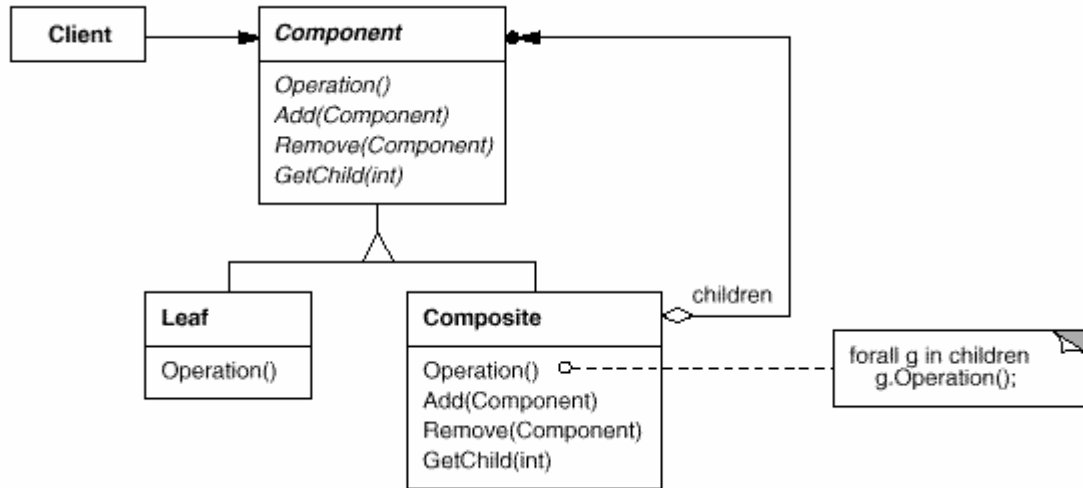 Client
Component
Operation()
Add(Component)
Remove(Component)
GetChild(int)
Leaf
Operation()
Composite
Operation()
Add(Component)
Remove(Component)
GetChild(int)
children
forall g in children
g.Operation();